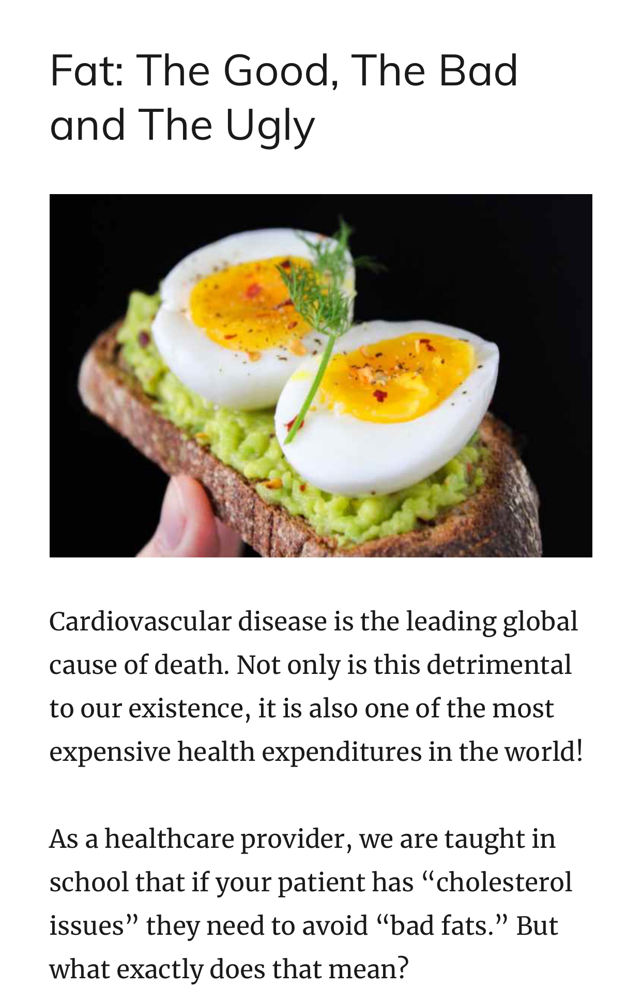 Fat: The Good, The Bad
and The Ugly
Cardiovascular disease is the leading global
cause of death. Not only is this detrimental
to our existence, it is also one of the most
expensive health expenditures in the world!
As a healthcare provider, we are taught in
school that if your patient has “cholesterol
issues” they need to avoid “bad fats.” But
what exactly does that mean?